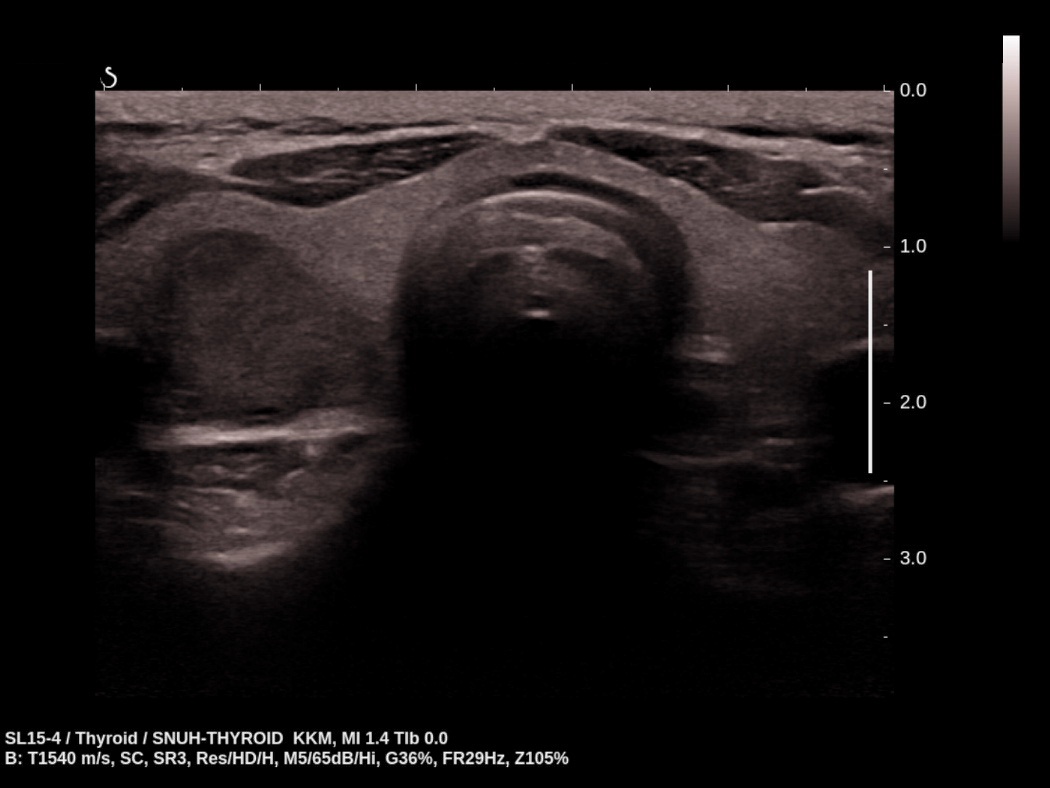 0.0
1.0
2.0
3.0
SL15-4 / Thyroid / SNUH-THYROID  KKM, MI 1.4 TIb 0.0
B: T1540 m/s, SC, SR3, Res/HD/H, M5/65dB/Hi, G36%, FR29Hz, Z105%